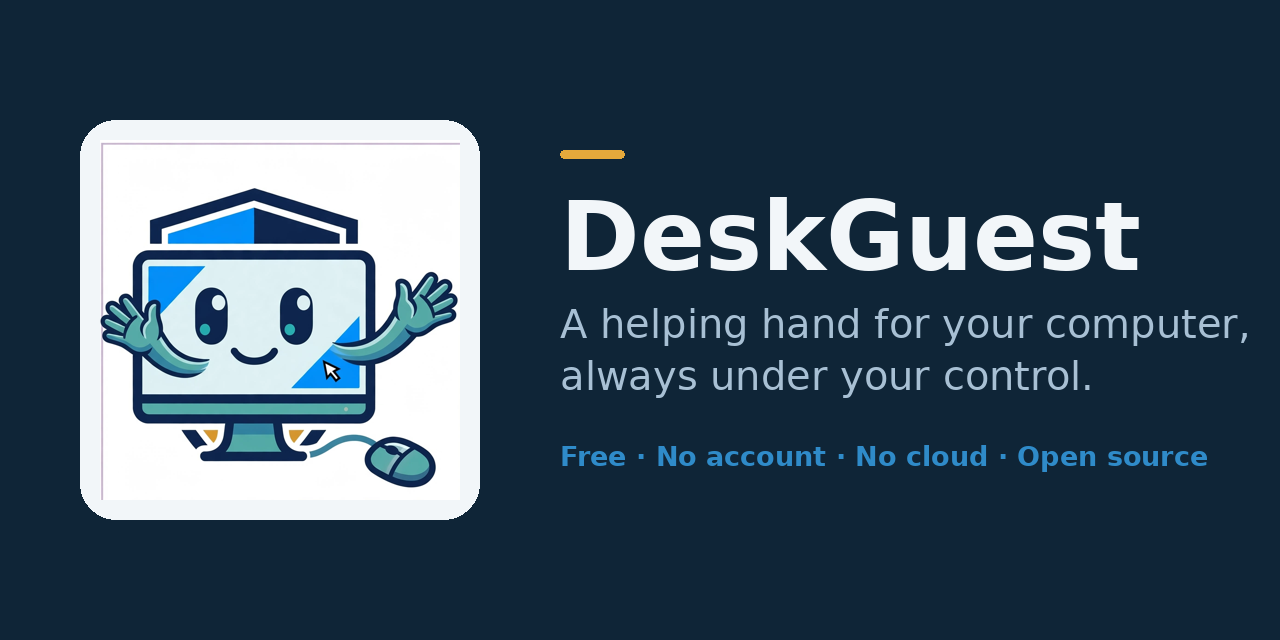 DeskGuest
A helping hand for your computer,
always under your control.
Free · No account · No cloud · Open source